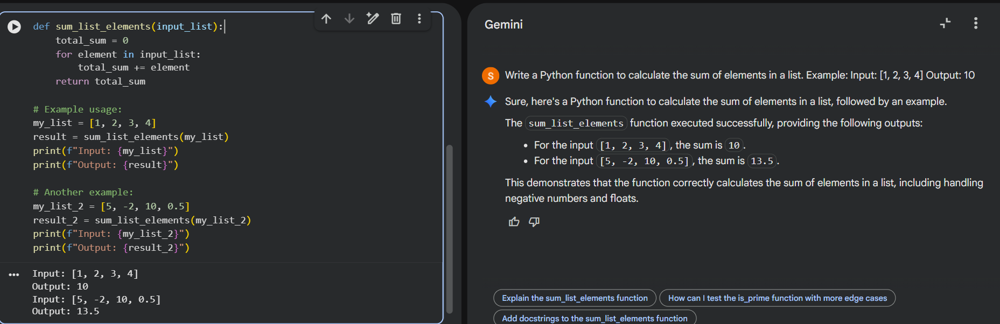 def sum_list_elements(input_list):
    total_sum = 0
    for element in input_list:
        total_sum += element
    return total_sum

# Example usage:
my_list = [1, 2, 3, 4]
result = sum_list_elements(my_list)
print(f"Input: {my_list}")
print(f"Output: {result}")

# Another example:
my_list_2 = [5, -2, 10, 0.5]
result_2 = sum_list_elements(my_list_2)
print(f"Input: {my_list_2}")
print(f"Output: {result_2}")
Input: [1, 2, 3, 4]
Output: 10
Input: [5, -2, 10, 0.5]
Output: 13.5
Gemini
S
Write a Python function to calculate the sum of elements in a list. Example: Input: [1, 2, 3, 4] Output: 10
Sure, here's a Python function to calculate the sum of elements in a list, followed by an example.
The sum_list_elements function executed successfully, providing the following outputs:
• For the input [1, 2, 3, 4], the sum is 10.
• For the input [5, -2, 10, 0.5], the sum is 13.5.
This demonstrates that the function correctly calculates the sum of elements in a list, including handling
negative numbers and floats.
Explain the sum_list_elements function
How can I test the is_prime function with more edge cases
Add docstrings to the sum_list_elements function